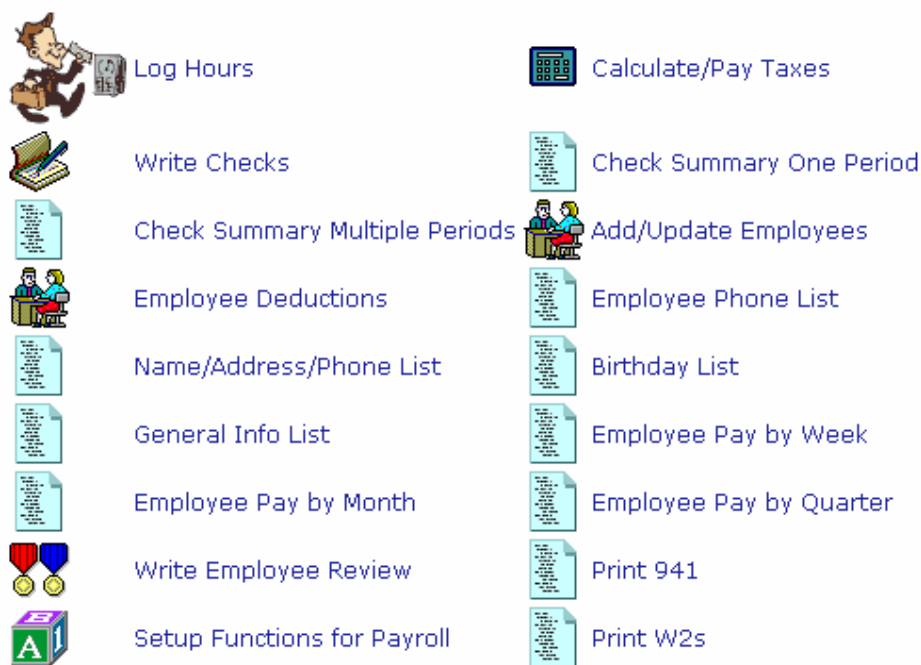 Log Hours
Calculate/Pay Taxes
Write Checks
Check Summary One Period
Check Summary Multiple Periods
Add/Update Employees
Employee Deductions
Employee Phone List
Name/Address/Phone List
Birthday List
General Info List
Employee Pay by Week
Employee Pay by Month
Employee Pay by Quarter
Write Employee Review
Print 941
A B 1
Setup Functions for Payroll
Print W2s